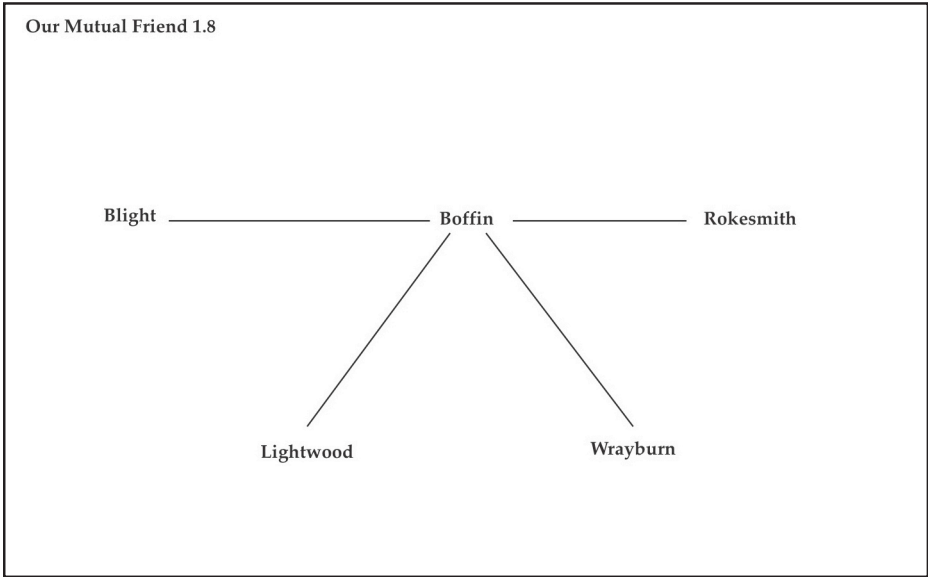 Our Mutual Friend 1.8
Blight
Boffin
Rokesmith
Lightwood
Wrayburn